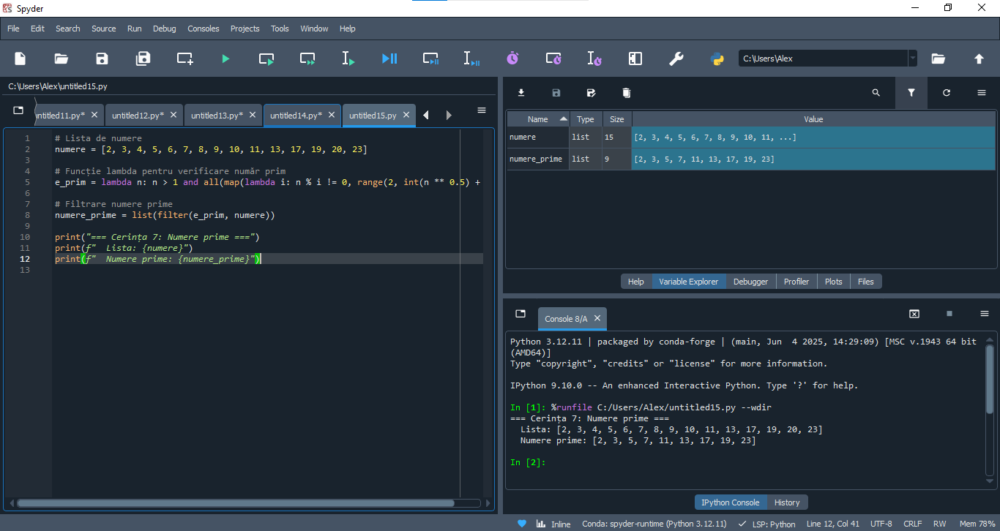 Spyder
File Edit Search Source Run Debug Consoles Projects Tools Window Help
C:\Users\Alex
C:\Users\Alex\untitled15.py
ntitled11.py* untitled12.py* untitled13.py* untitled14.py* untitled15.py
1 # Lista de numere
2 numere = [2, 3, 4, 5, 6, 7, 8, 9, 10, 11, 13, 17, 19, 20, 23]
3
4 # Funcție lambda pentru verificare număr prim
5 e_prim = lambda n: n > 1 and all(map(lambda i: n % i != 0, range(2, int(n ** 0.5) +
6
7 # Filtrare numere prime
8 numere_prime = list(filter(e_prim, numere))
9
10 print("=== Cerința 7: Numere prime ===")
11 print(f"  Lista: {numere}")
12 print(f"  Numere prime: {numere_prime}")
13
Name Type Size Value
numere list 15 [2, 3, 4, 5, 6, 7, 8, 9, 10, 11, ...]
numere_prime list 9 [2, 3, 5, 7, 11, 13, 17, 19, 23]
Help Variable Explorer Debugger Profiler Plots Files
Console 8/A
Python 3.12.11 | packaged by conda-forge | (main, Jun  4 2025, 14:29:09) [MSC v.1943 64 bit
(AMD64)]
Type "copyright", "credits" or "license" for more information.
IPython 9.10.0 -- An enhanced Interactive Python. Type '?' for help.
In [1]: %runfile C:/Users/Alex/untitled15.py --wdir
=== Cerința 7: Numere prime ===
  Lista: [2, 3, 4, 5, 6, 7, 8, 9, 10, 11, 13, 17, 19, 20, 23]
  Numere prime: [2, 3, 5, 7, 11, 13, 17, 19, 23]
In [2]:
IPython Console History
Inline Conda: spyder-runtime (Python 3.12.11) LSP: Python Line 12, Col 41 UTF-8 CRLF RW Mem 78%